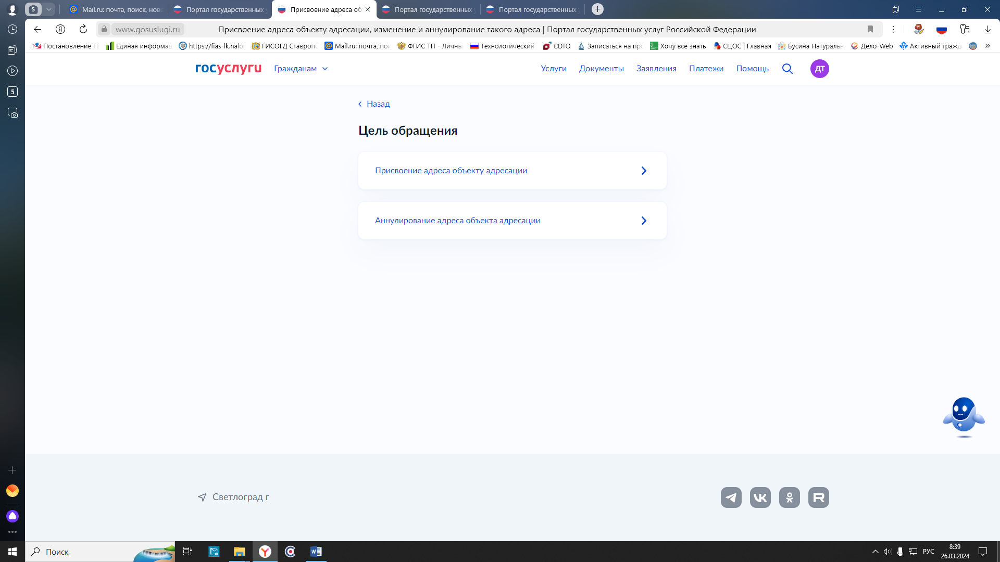 5
Mail.ru: почта, поиск, нов
Портал государственных
Присвоение адреса об
Портал государственных
Портал государственных
www.gosuslugi.ru
Присвоение адреса объекту адресации, изменение и аннулирование такого адреса | Портал государственных услуг Российской Федерации
Постановление П
Единая информа
https://fias-lk.nalo
ГИСОГД Ставроп
Mail.ru: почта, по
ФГИС ТП - Личны
Технологический
CDTO
Записаться на пр
Хочу все знать
СЦОС | Главная
Бусина Натураль
Дело-Web
Активный гражд
»
5
госуслуги
Гражданам
Услуги
Документы
Заявления
Платежи
Помощь
ДТ
Назад
Цель обращения
Присвоение адреса объекту адресации
Аннулирование адреса объекта адресации
Светлоград г
Поиск
РУС
8:39
26.03.2024